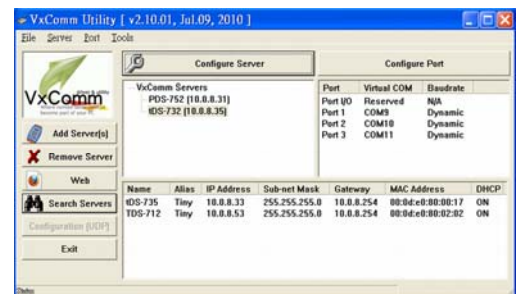 VxComm Utility [ v2.10.01, Jul.09, 2010 ]
File Server Port Tools
VxComm
Add Server(s)
Remove Server
Web
Search Servers
Configuration (UDP)
Exit
Configure Server
VxComm Servers
PDS-752 (10.0.8.31)
tDS-732 (10.0.8.35)
Configure Port
Port Virtual COM Baudrate
Port I/O Reserved N/A
Port 1 COM9 Dynamic
Port 2 COM10 Dynamic
Port 3 COM11 Dynamic
Name Alias IP Address Sub-net Mask Gateway MAC Address DHCP
tDS-735 Tiny 10.0.8.33 255.255.255.0 10.0.8.254 00:0d:e0:80:00:17 ON
TDS-712 Tiny 10.0.8.53 255.255.255.0 10.0.8.254 00:0d:e0:80:02:02 ON
Status